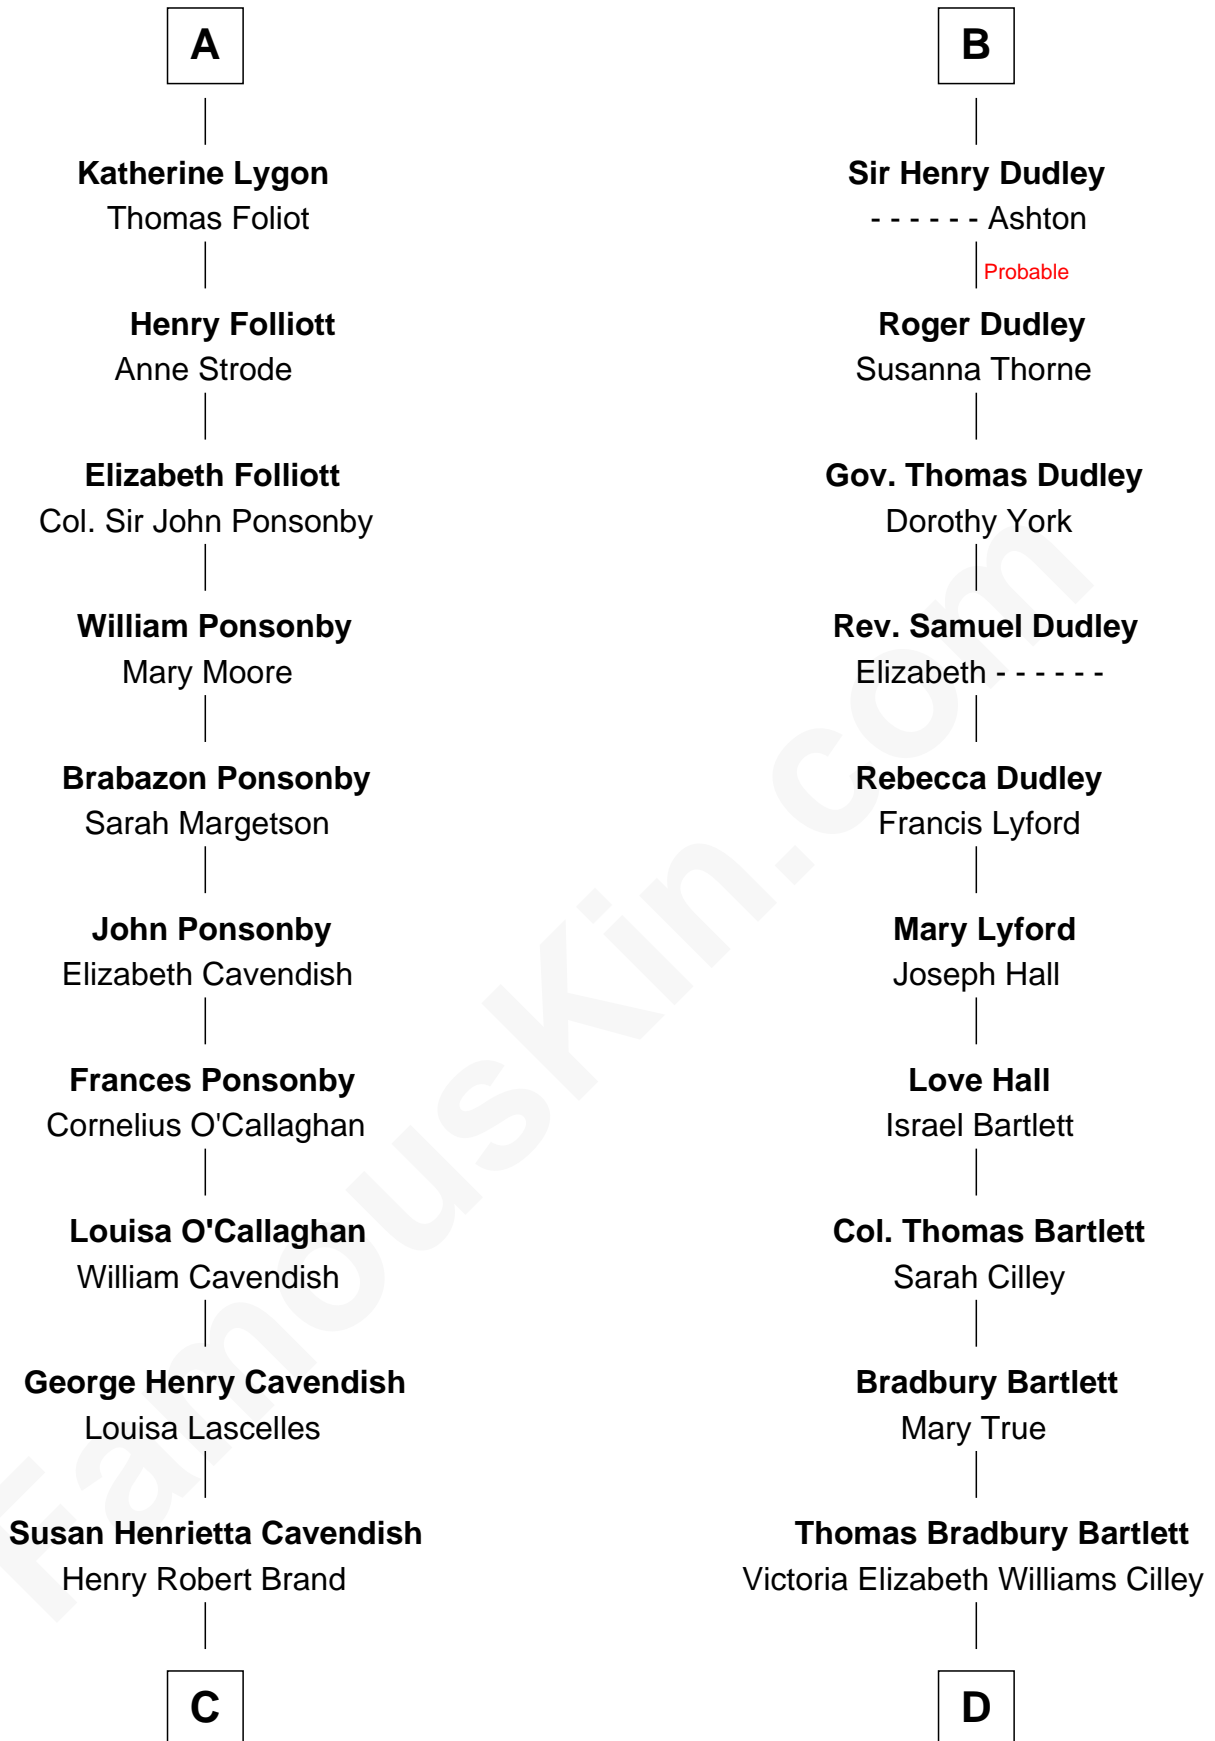 A
Katherine Lygon
Thomas Foliot
Henry Folliott
Anne Strode
Elizabeth Folliott
Col. Sir John Ponsonby
William Ponsonby
Mary Moore
Brabazon Ponsonby
Sarah Margetson
John Ponsonby
Elizabeth Cavendish
Frances Ponsonby
Cornelius O'Callaghan
Louisa O'Callaghan
William Cavendish
George Henry Cavendish
Louisa Lascelles
Susan Henrietta Cavendish
Henry Robert Brand
C
B
Sir Henry Dudley
- - - - - - Ashton
Probable
Roger Dudley
Susanna Thorne
Gov. Thomas Dudley
Dorothy York
Rev. Samuel Dudley
Elizabeth - - - - - -
Rebecca Dudley
Francis Lyford
Mary Lyford
Joseph Hall
Love Hall
Israel Bartlett
Col. Thomas Bartlett
Sarah Cilley
Bradbury Bartlett
Mary True
Thomas Bradbury Bartlett
Victoria Elizabeth Williams Cilley
D
FamousKin.com